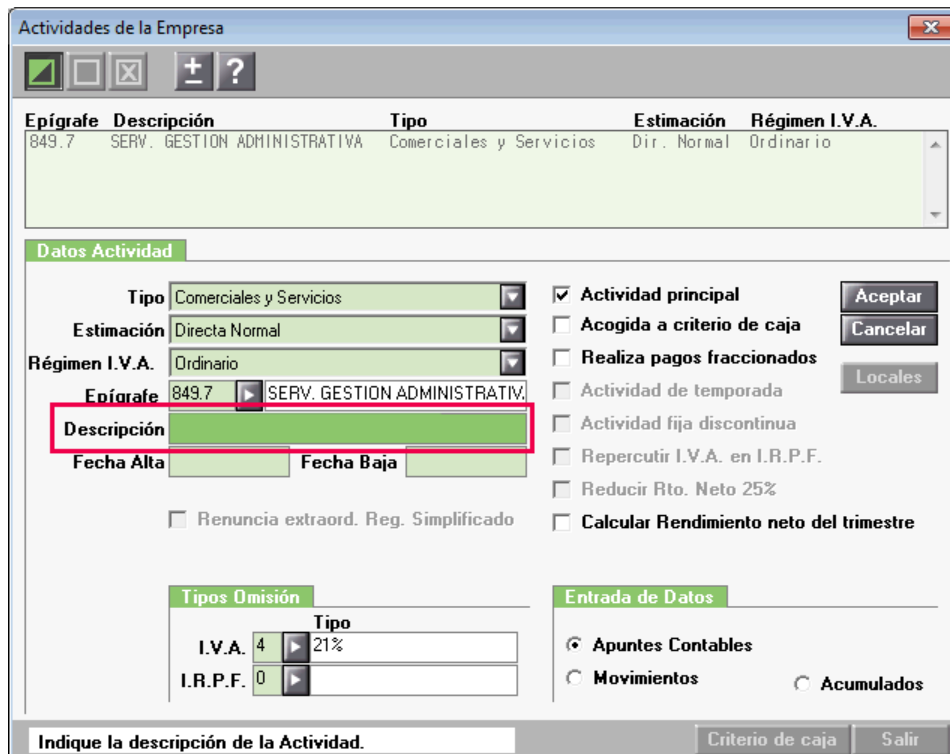 Actividades de la Empresa
± ?
Epígrafe Descripción Tipo Estimación Régimen I.V.A.
849.7 SERV. GESTION ADMINISTRATIVA Comerciales y Servicios Dir. Normal Ordinario
Datos Actividad
Tipo Comerciales y Servicios
Estimación Directa Normal
Régimen I.V.A. Ordinario
Epígrafe 849.7 SERV. GESTION ADMINISTRATIV
Descripción
Fecha Alta Fecha Baja
Renuncia extraord. Reg. Simplificado
Actividad principal
Acogida a criterio de caja
Realiza pagos fraccionados
Actividad de temporada
Actividad fija discontinua
Repercutir I.V.A. en I.R.P.F.
Reducir Rto. Neto 25%
Calcular Rendimiento neto del trimestre
Aceptar
Cancelar
Locales
Tipos Omisión
Tipo
I.V.A. 4 21%
I.R.P.F. 0
Entrada de Datos
Apuntes Contables
Movimientos
Acumulados
Indique la descripción de la Actividad.
Criterio de caja Salir